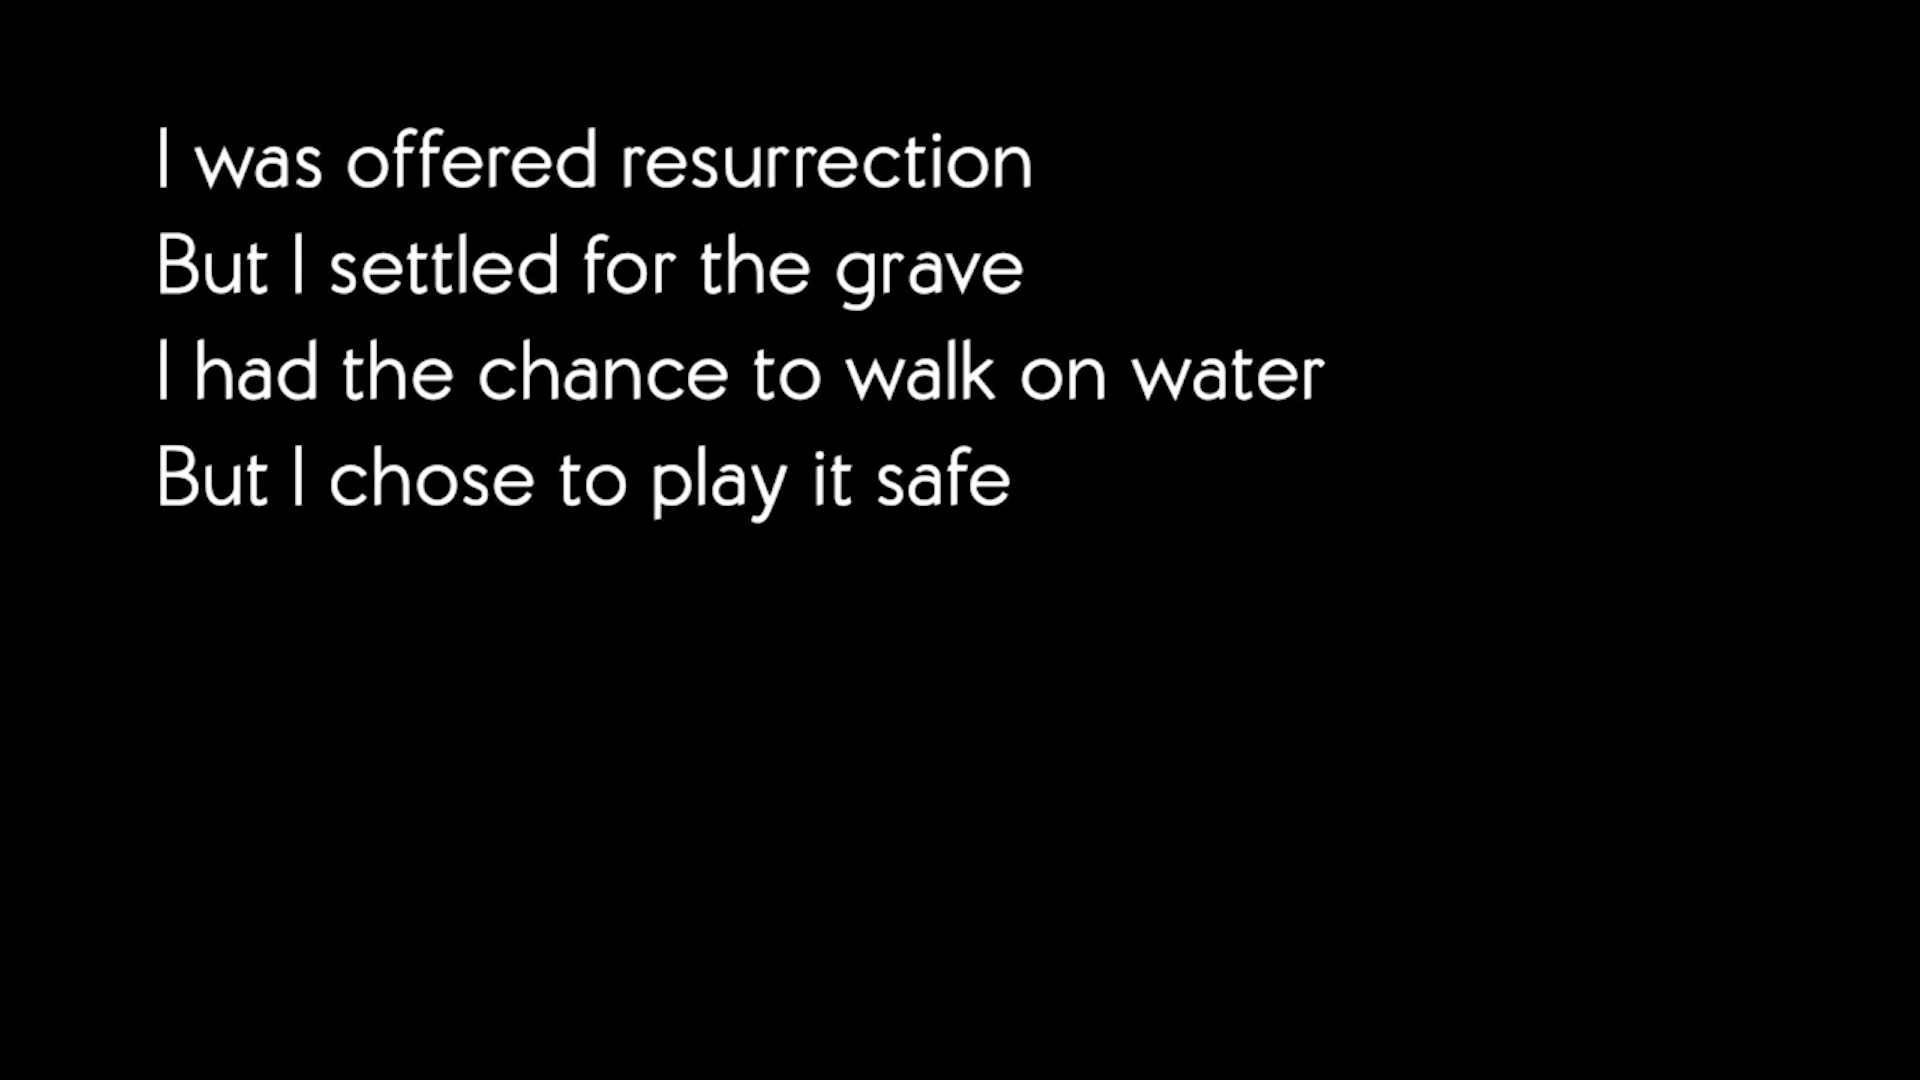 I was offered resurrection
But I settled for the grave
I had the chance to walk on water
But I chose to play it safe